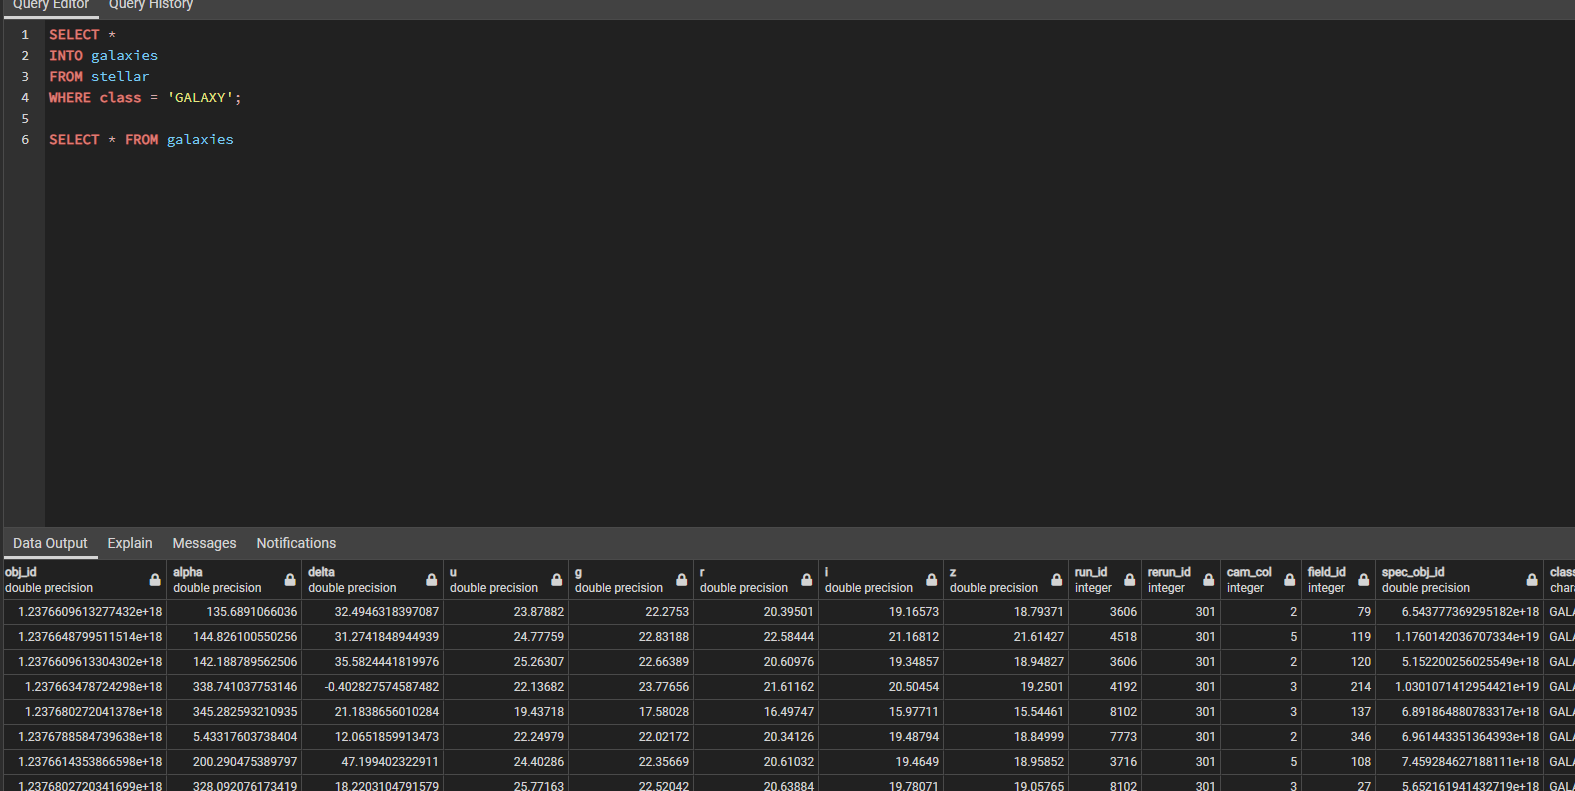 Query Editor Query History
1 SELECT *
2 INTO galaxies
3 FROM stellar
4 WHERE class = 'GALAXY';
5
6 SELECT * FROM galaxies
Data Output Explain Messages Notifications
obj_id alpha delta u g r i z run_id rerun_id cam_col field_id spec_obj_id class
double precision double precision double precision double precision double precision double precision double precision double precision integer integer integer integer double precision chara
1.2376609613277432e+18 135.6891066036 32.4946318397087 23.87882 22.2753 20.39501 19.16573 18.79371 3606 301 2 79 6.543777369295182e+18 GALA
1.2376648799511514e+18 144.826100550256 31.2741848944939 24.77759 22.83188 22.58444 21.16812 21.61427 4518 301 5 119 1.1760142036707334e+19 GALA
1.2376609613304302e+18 142.188789562506 35.5824441819976 25.26307 22.66389 20.60976 19.34857 18.94827 3606 301 2 120 5.152200256025549e+18 GALA
1.237663478724298e+18 338.741037753146 -0.402827574587482 22.13682 23.77656 21.61162 20.50454 19.2501 4192 301 3 214 1.0301071412954421e+19 GALA
1.237680272041378e+18 345.282593210935 21.1838656010284 19.43718 17.58028 16.49747 15.97711 15.54461 8102 301 3 137 6.891864880783317e+18 GALA
1.2376788584739638e+18 5.43317603738404 12.0651859913473 22.24979 22.02172 20.34126 19.48794 18.84999 7773 301 2 346 6.961443351364393e+18 GALA
1.2376614353866598e+18 200.290475389797 47.199402322911 24.40286 22.35669 20.61032 19.4649 18.95852 3716 301 5 108 7.459284627188111e+18 GALA
1.2376802720341699e+18 328.092076173419 18.2203104791579 25.77163 22.52042 20.63884 19.78071 19.05765 8102 301 3 27 5.652161941432719e+18 GALA